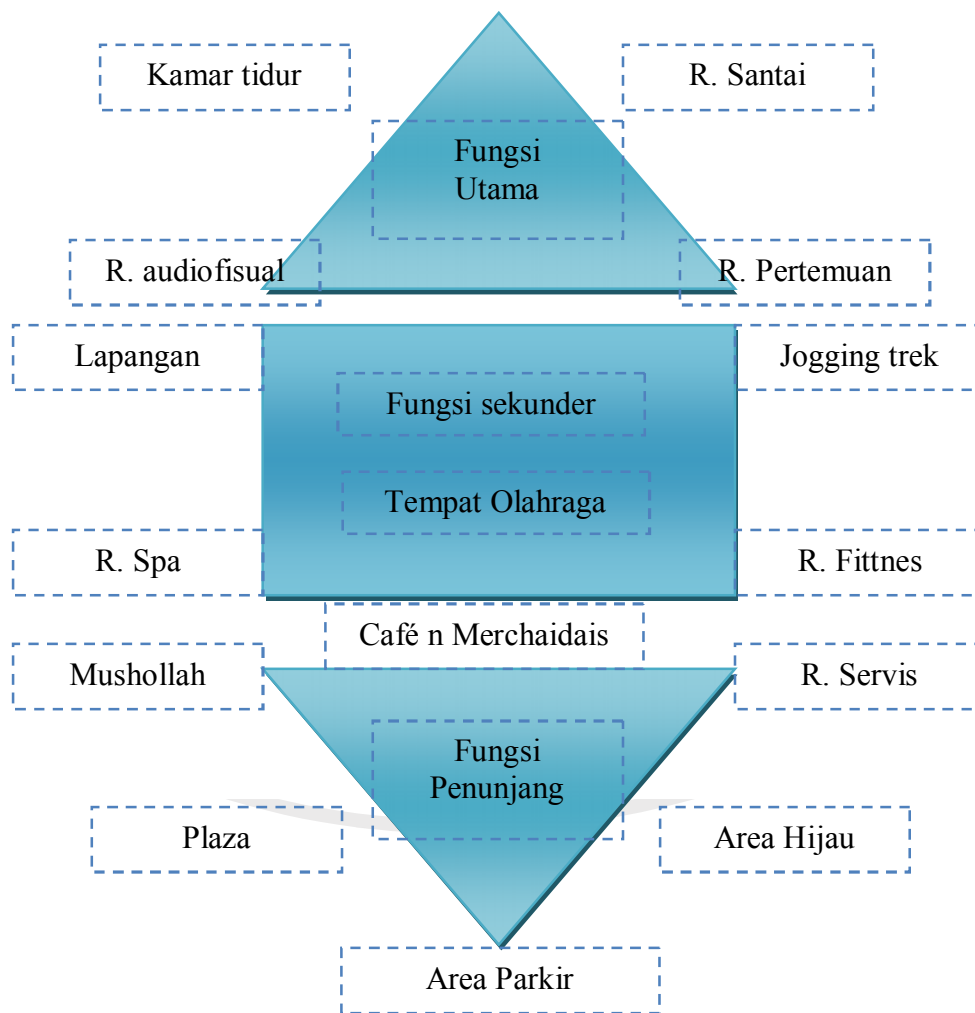 Kamar tidur
R. Santai
Fungsi
Utama
R. audiofisual
R. Pertemuan
Lapangan
Jogging trek
Fungsi sekunder
Tempat Olahraga
R. Spa
R. Fittnes
Café n Merchaidais
Mushollah
R. Servis
Fungsi
Penunjang
Plaza
Area Hijau
Area Parkir